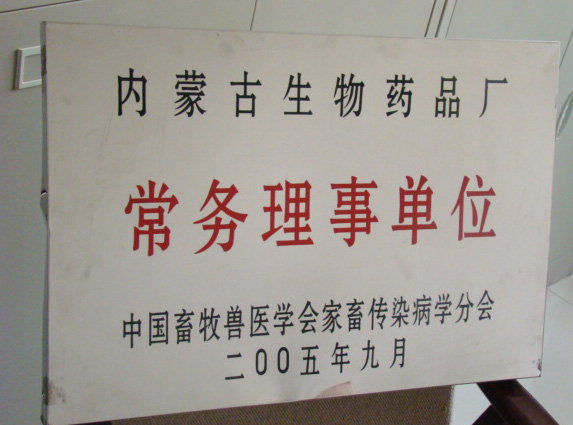 内蒙古生物药品厂
常务理事单位
中国畜牧兽医学会家畜传染病学分会
二00五年九月